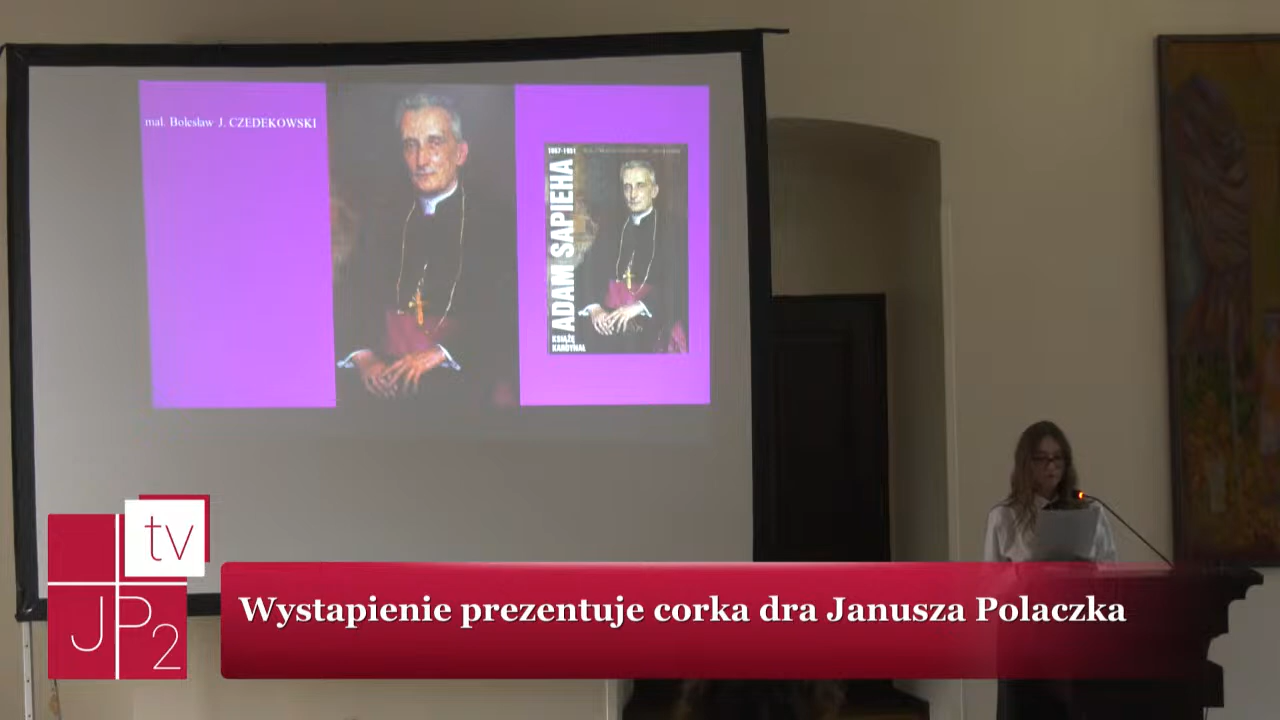 mal. Bolesław J. CZEDEKOWSKI
1867-1951
ADAM SAPIEHA
KSIĄŻĘ
KARDYNAŁ
tv
JP2
Wystapienie prezentuje corka dra Janusza Polaczka